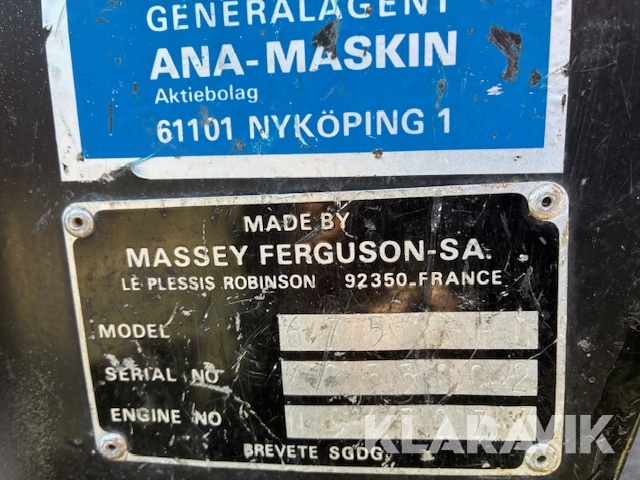 GENERALAGENT
ANA-MASKIN
Aktiebolag
61101 NYKÖPING 1
MADE BY
MASSEY FERGUSON-SA.
LE PLESSIS ROBINSON 92350-FRANCE
MODEL 675
SERIAL NO
ENGINE NO
BREVETE SGDG
KLARAVIK